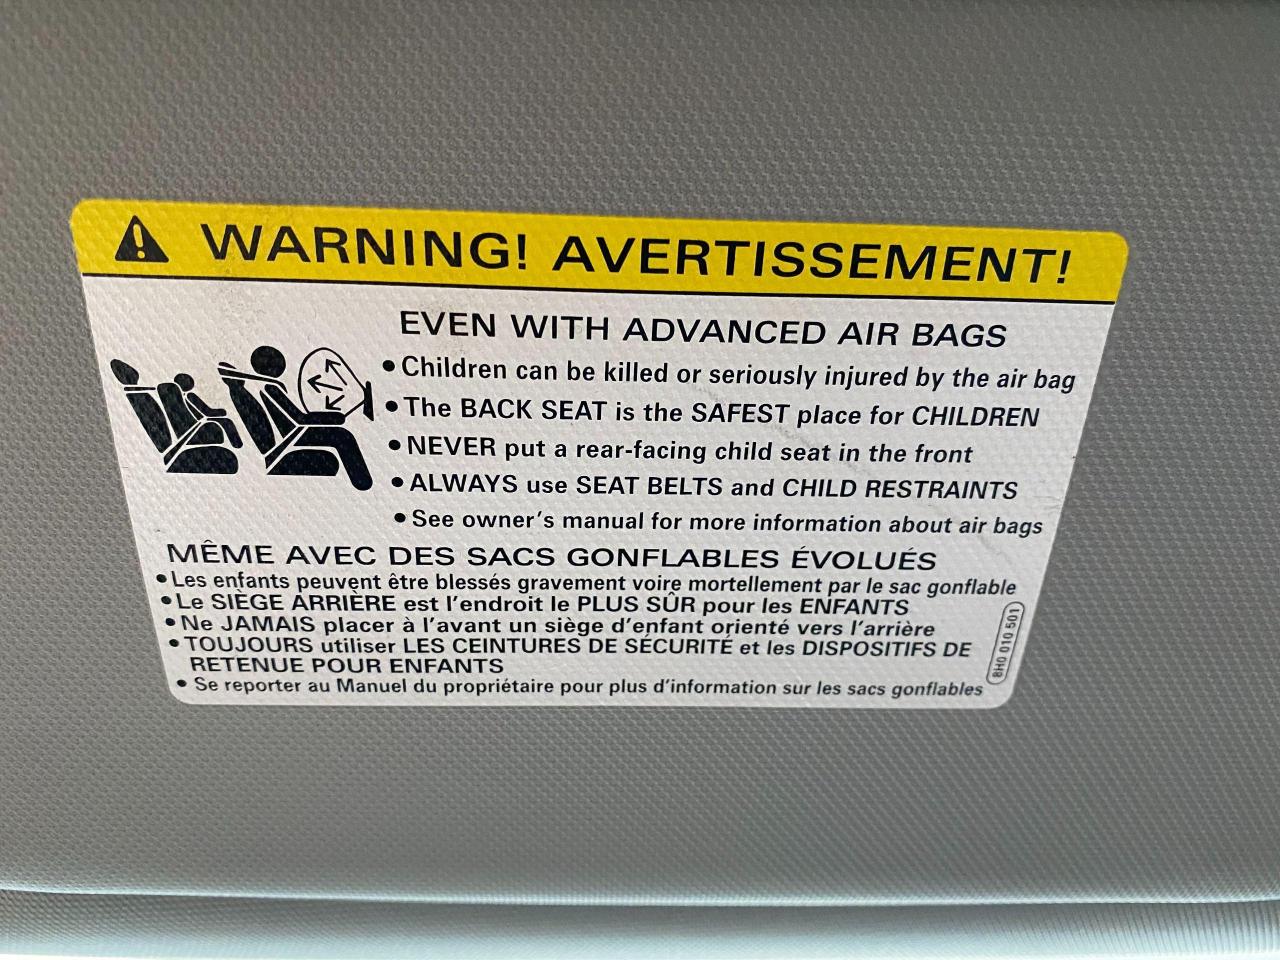 WARNING! AVERTISSEMENT!
EVEN WITH ADVANCED AIR BAGS
• Children can be killed or seriously injured by the air bag
• The BACK SEAT is the SAFEST place for CHILDREN
• NEVER put a rear-facing child seat in the front
• ALWAYS use SEAT BELTS and CHILD RESTRAINTS
• See owner's manual for more information about air bags
MÊME AVEC DES SACS GONFLABLES ÉVOLUÉS
• Les enfants peuvent être blessés gravement voire mortellement par le sac gonflable
• Le SIÈGE ARRIÈRE est l'endroit le PLUS SÛR pour les ENFANTS
• Ne JAMAIS placer à l'avant un siège d'enfant orienté vers l'arrière
• TOUJOURS utiliser LES CEINTURES DE SÉCURITÉ et les DISPOSITIFS DE
RETENUE POUR ENFANTS
• Se reporter au Manuel du propriétaire pour plus d'information sur les sacs gonflables
8H0 010 501